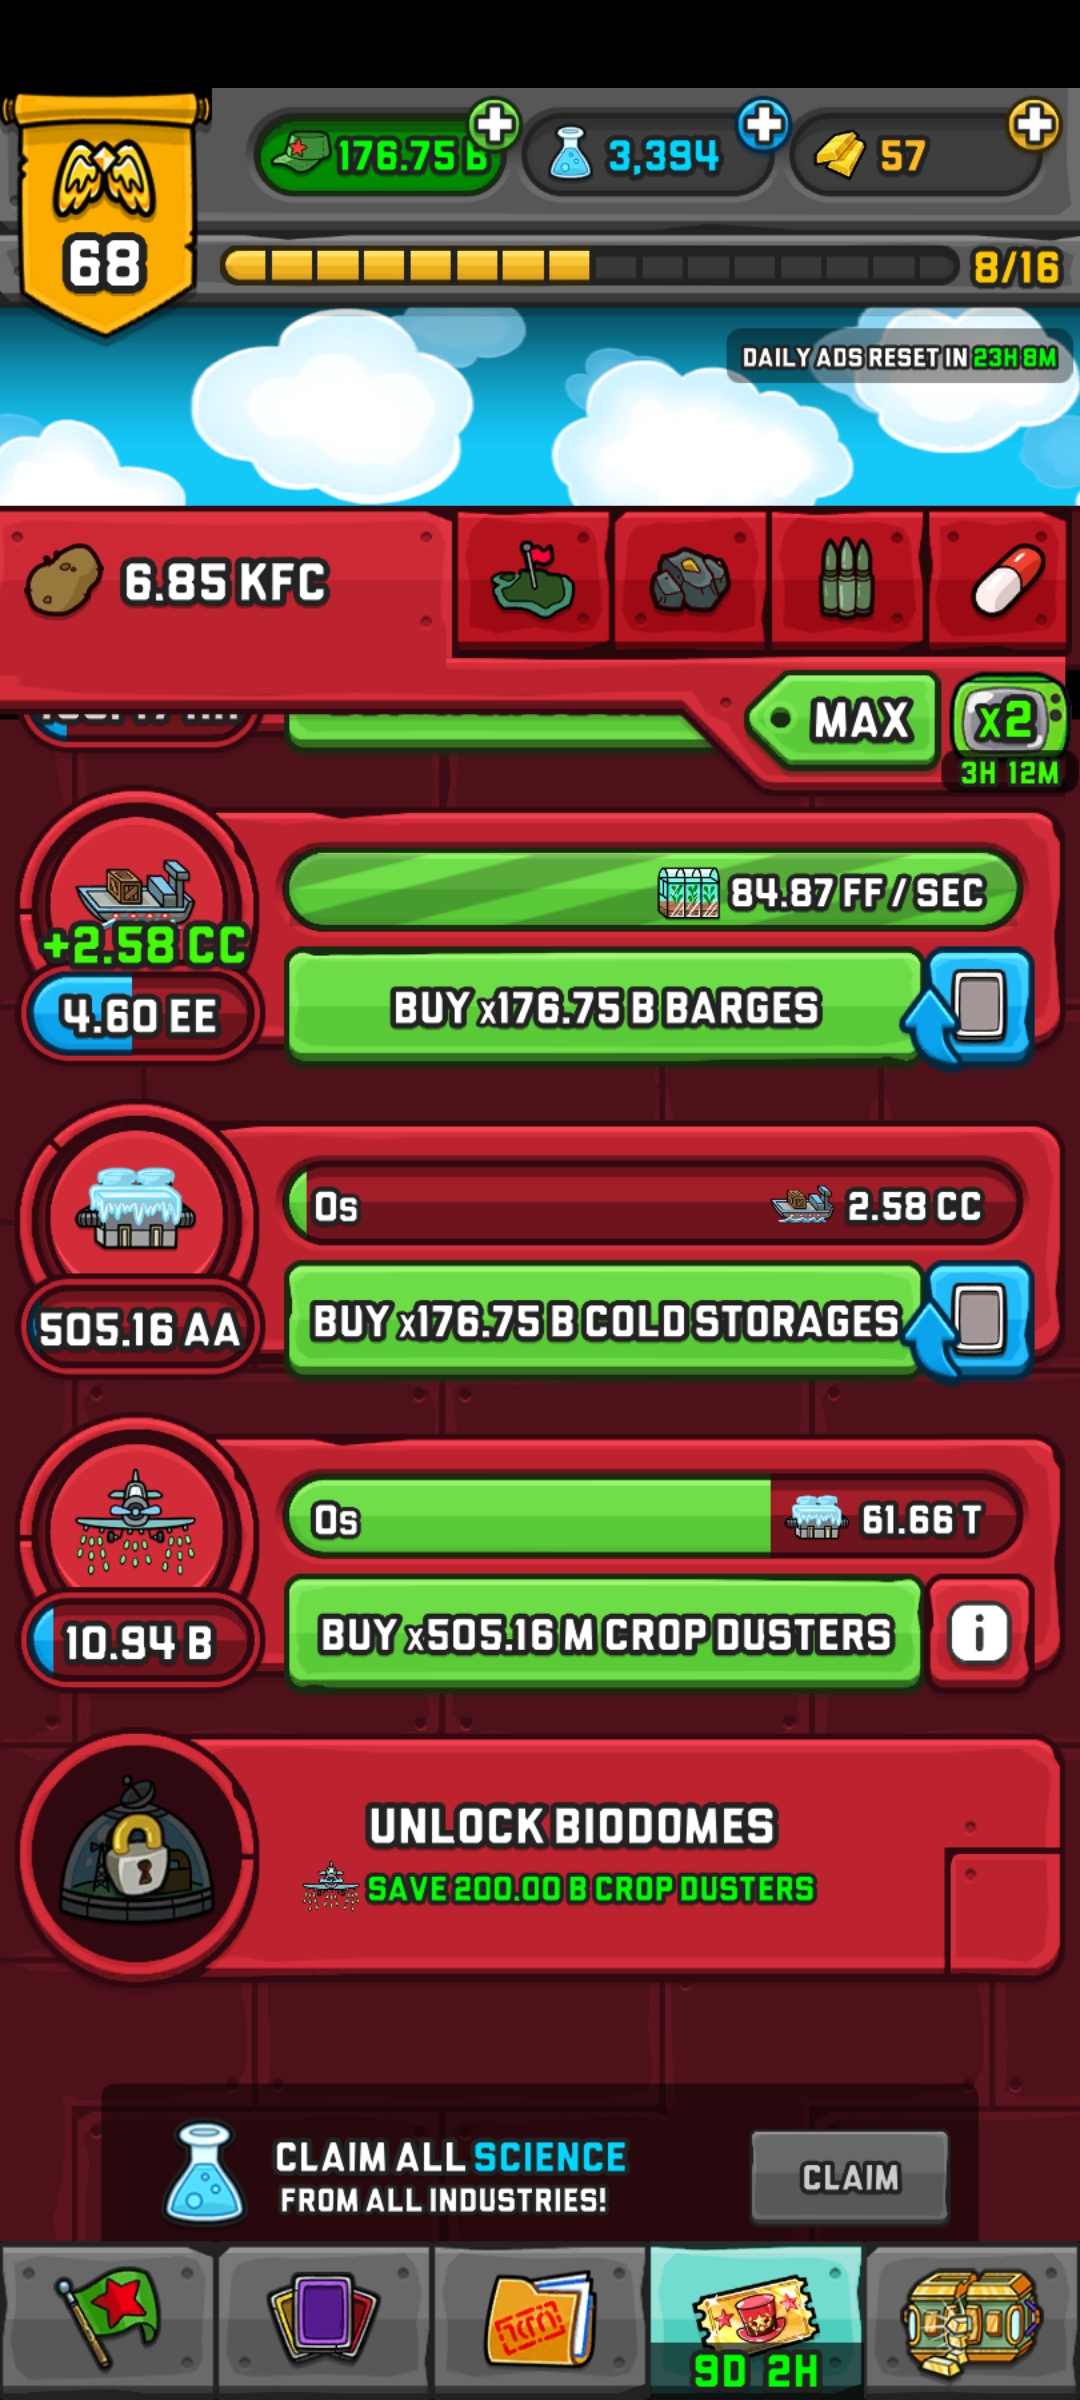 176.75 B
3,394
57
68
8/16
DAILY ADS RESET IN 23H 8M
6.85 KFC
MAX
x2
3H 12M
84.87 FF / SEC
+2.58 CC
4.60 EE
BUY x176.75 B BARGES
0s
2.58 CC
505.16 AA
BUY x176.75 B COLD STORAGES
0s
61.66 T
10.94 B
BUY x505.16 M CROP DUSTERS
i
UNLOCK BIODOMES
SAVE 200.00 B CROP DUSTERS
CLAIM ALL SCIENCE
FROM ALL INDUSTRIES!
CLAIM
9D 2H